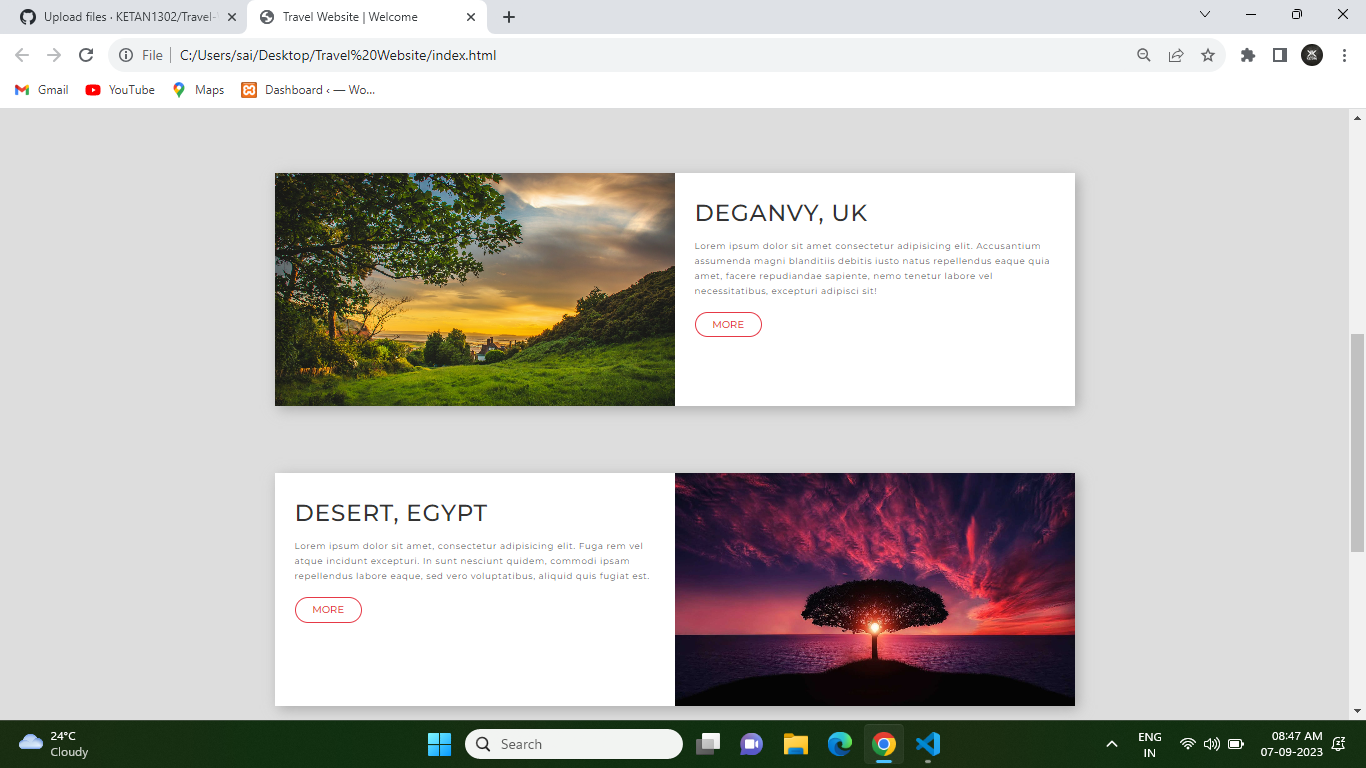 Upload files · KETAN1302/Travel-
Travel Website | Welcome
File
C:/Users/sai/Desktop/Travel%20Website/index.html
Gmail
YouTube
Maps
Dashboard ‹ — Wo...
DEGANVY, UK
Lorem ipsum dolor sit amet consectetur adipisicing elit. Accusantium
assumenda magni blanditiis debitis iusto natus repellendus eaque quia
amet, facere repudiandae sapiente, nemo tenetur labore vel
necessitatibus, excepturi adipisci sit!
MORE
DESERT, EGYPT
Lorem ipsum dolor sit amet, consectetur adipisicing elit. Fuga rem vel
atque incidunt excepturi. In sunt nesciunt quidem, commodi ipsam
repellendus labore eaque, sed vero voluptatibus, aliquid quis fugiat est.
MORE
24°C
Cloudy
Search
ENG
IN
08:47 AM
07-09-2023